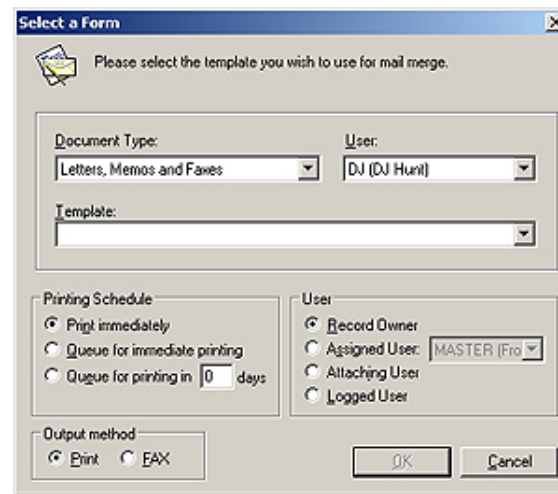 Select a Form
Please select the template you wish to use for mail merge.
Document Type:
User:
Letters, Memos and Faxes
DJ (DJ Hunt)
Template:
Printing Schedule
User
Print immediately
Record Owner
Queue for immediate printing
Assigned User: MASTER (Fro
Queue for printing in 0 days
Attaching User
Logged User
Output method
Print FAX
OK
Cancel